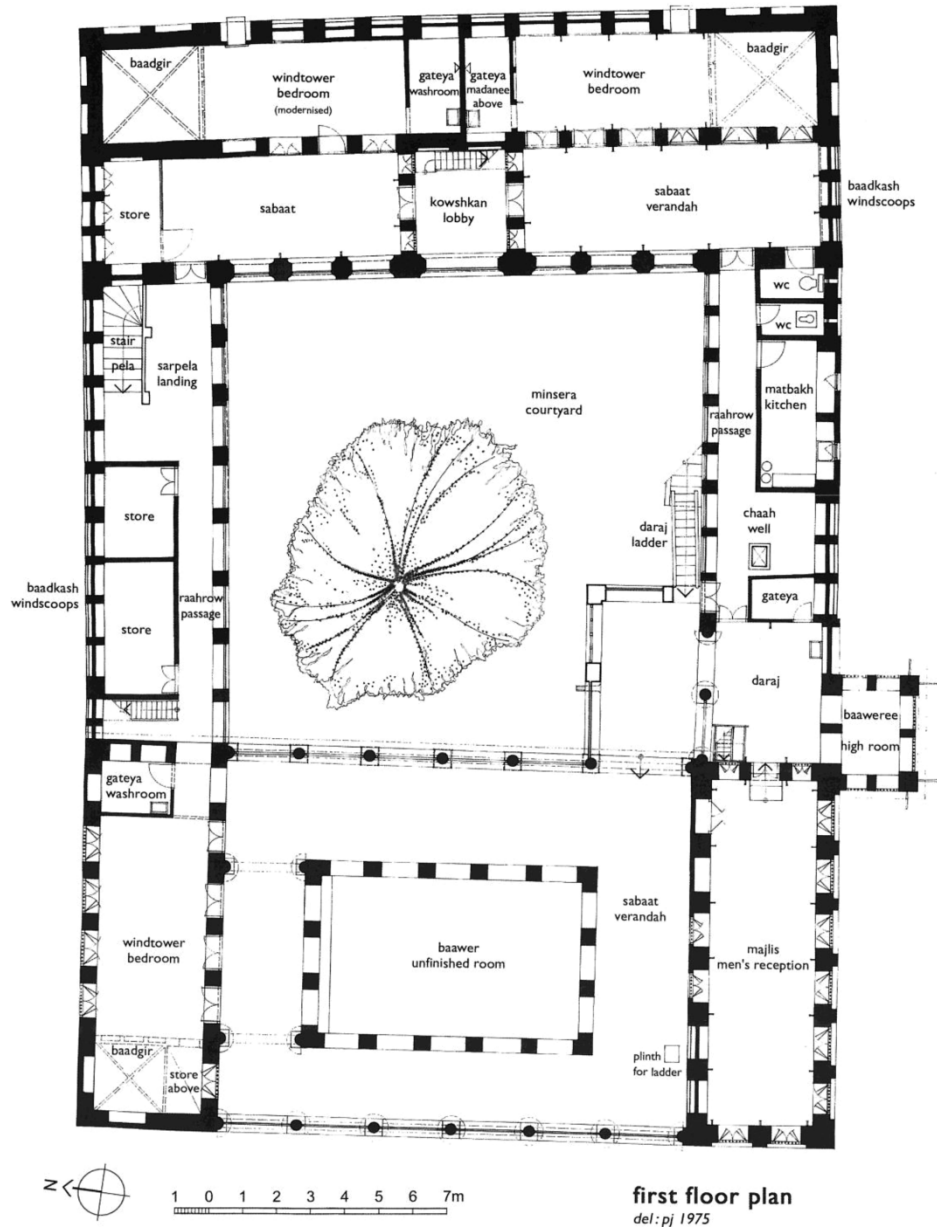 baadgir
windtower
bedroom
(modernised)
gateya
washroom
gateya
madanee
above
windtower
bedroom
baadgir
store
sabaat
kowshkan
lobby
sabaat
verandah
baadkash
windscoops
stair
pela
sarpela
landing
minsera
courtyard
wc
wc
matbakh
kitchen
raahrow
passage
store
daraj
ladder
chaah
well
baadkash
windscoops
store
raahrow
passage
gateya
daraj
baaweree
high room
gateya
washroom
windtower
bedroom
baawer
unfinished room
sabaat
verandah
majlis
men's reception
baadgir
store
above
plinth
for ladder
N
1 0 1 2 3 4 5 6 7m
first floor plan
del: pj 1975